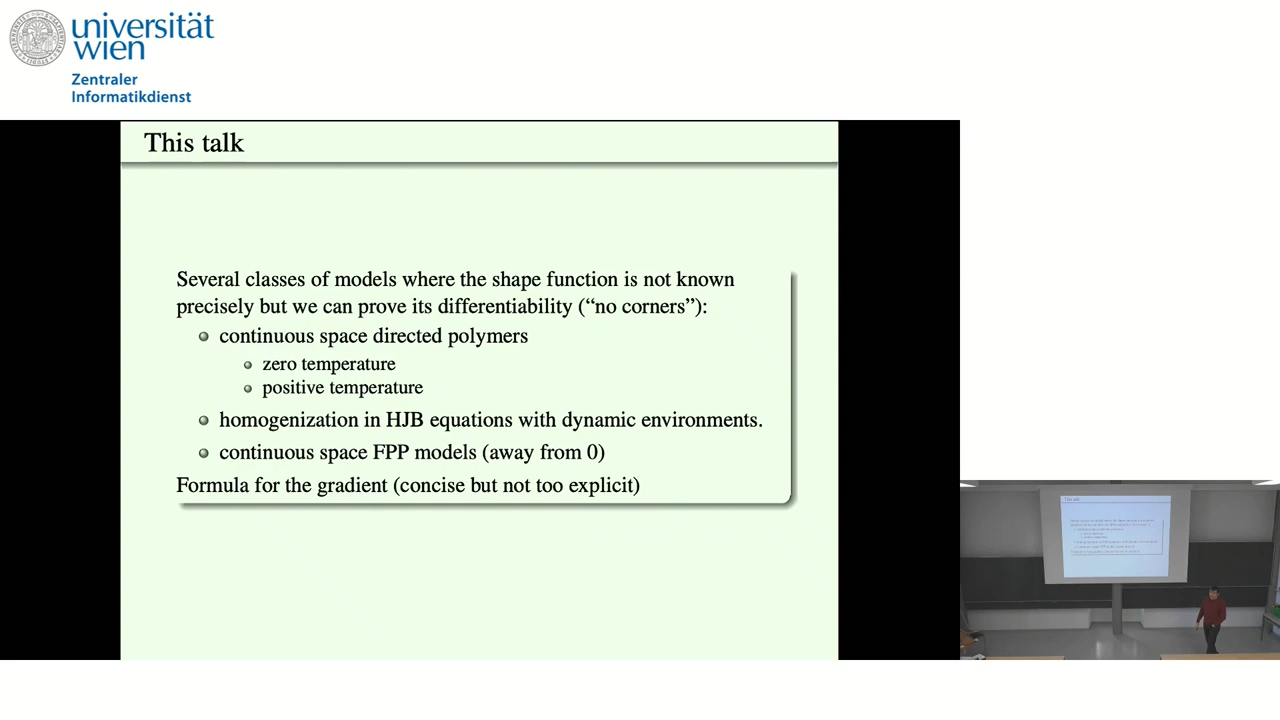 universität
wien
Zentraler
Informatikdienst
This talk
Several classes of models where the shape function is not known
precisely but we can prove its differentiability (“no corners”):
continuous space directed polymers
zero temperature
positive temperature
homogenization in HJB equations with dynamic environments.
continuous space FPP models (away from 0)
Formula for the gradient (concise but not too explicit)
This talk